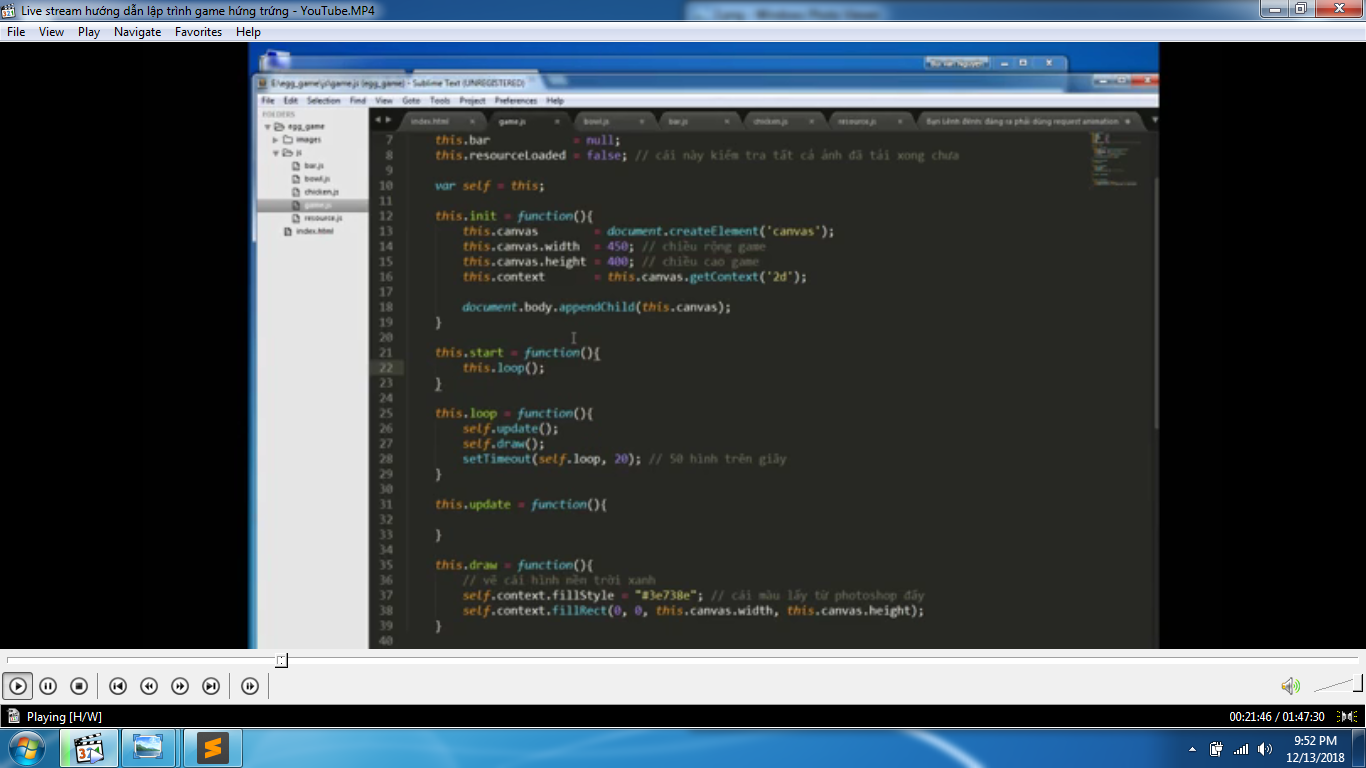 Live stream hướng dẫn lập trình game hứng trứng - YouTube.MP4
File View Play Navigate Favorites Help
E:\egg_game\js\game.js (egg_game) - Sublime Text (UNREGISTERED)
File Edit Selection Find View Goto Tools Project Preferences Help
FOLDERS
egg_game
images
js
bar.js
bowl.js
chicken.js
game.js
resource.js
index.html
index.html game.js bowl.js bar.js chicken.js resource.js Bạn Lênh đênh: đáng ra phải dùng request animation
7 this.bar = null;
8 this.resourceLoaded = false; // cái này kiểm tra tất cả ảnh đã tải xong chưa
9
10 var self = this;
11
12 this.init = function(){
13 this.canvas = document.createElement('canvas');
14 this.canvas.width = 450; // chiều rộng game
15 this.canvas.height = 400; // chiều cao game
16 this.context = this.canvas.getContext('2d');
17
18 document.body.appendChild(this.canvas);
19 }
20
21 this.start = function(){
22 this.loop();
23 }
24
25 this.loop = function(){
26 self.update();
27 self.draw();
28 setTimeout(self.loop, 20); // 50 hình trên giây
29 }
30
31 this.update = function(){
32
33 }
34
35 this.draw = function(){
36 // vẽ cái hình nền trời xanh
37 self.context.fillStyle = "#3e738e"; // cái màu lấy từ photoshop đấy
38 self.context.fillRect(0, 0, this.canvas.width, this.canvas.height);
39 }
40
Playing [H/W]
00:21:46 / 01:47:30
9:52 PM
12/13/2018